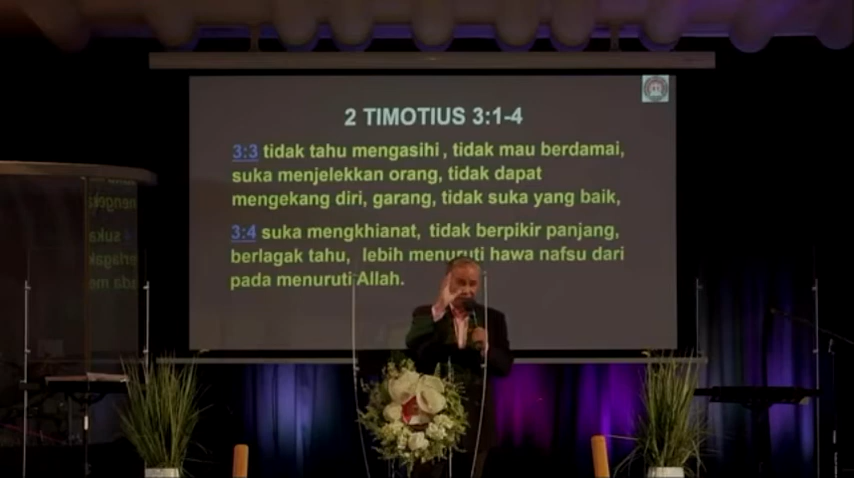 2 TIMOTIUS 3:1-4
3:3 tidak tahu mengasihi, tidak mau berdamai,
suka menjelekkan orang, tidak dapat
mengekang diri, garang, tidak suka yang baik,
3:4 suka mengkhianat, tidak berpikir panjang,
berlagak tahu, lebih menuruti hawa nafsu dari
pada menuruti Allah.